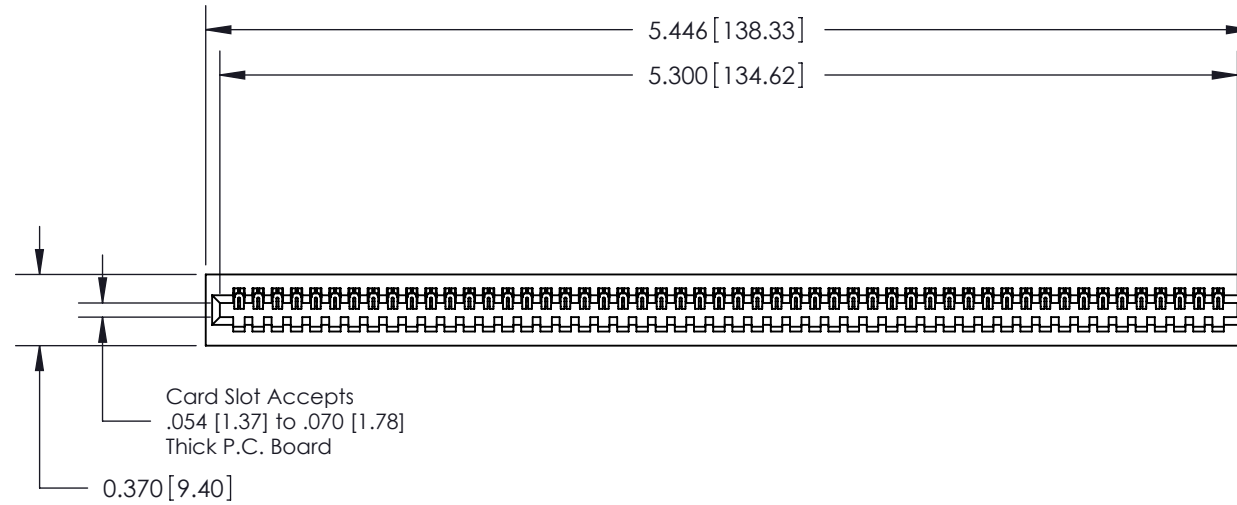 5.446 [138.33]
5.300 [134.62]
Card Slot Accepts
.054 [1.37] to .070 [1.78]
Thick P.C. Board
0.370 [9.40]